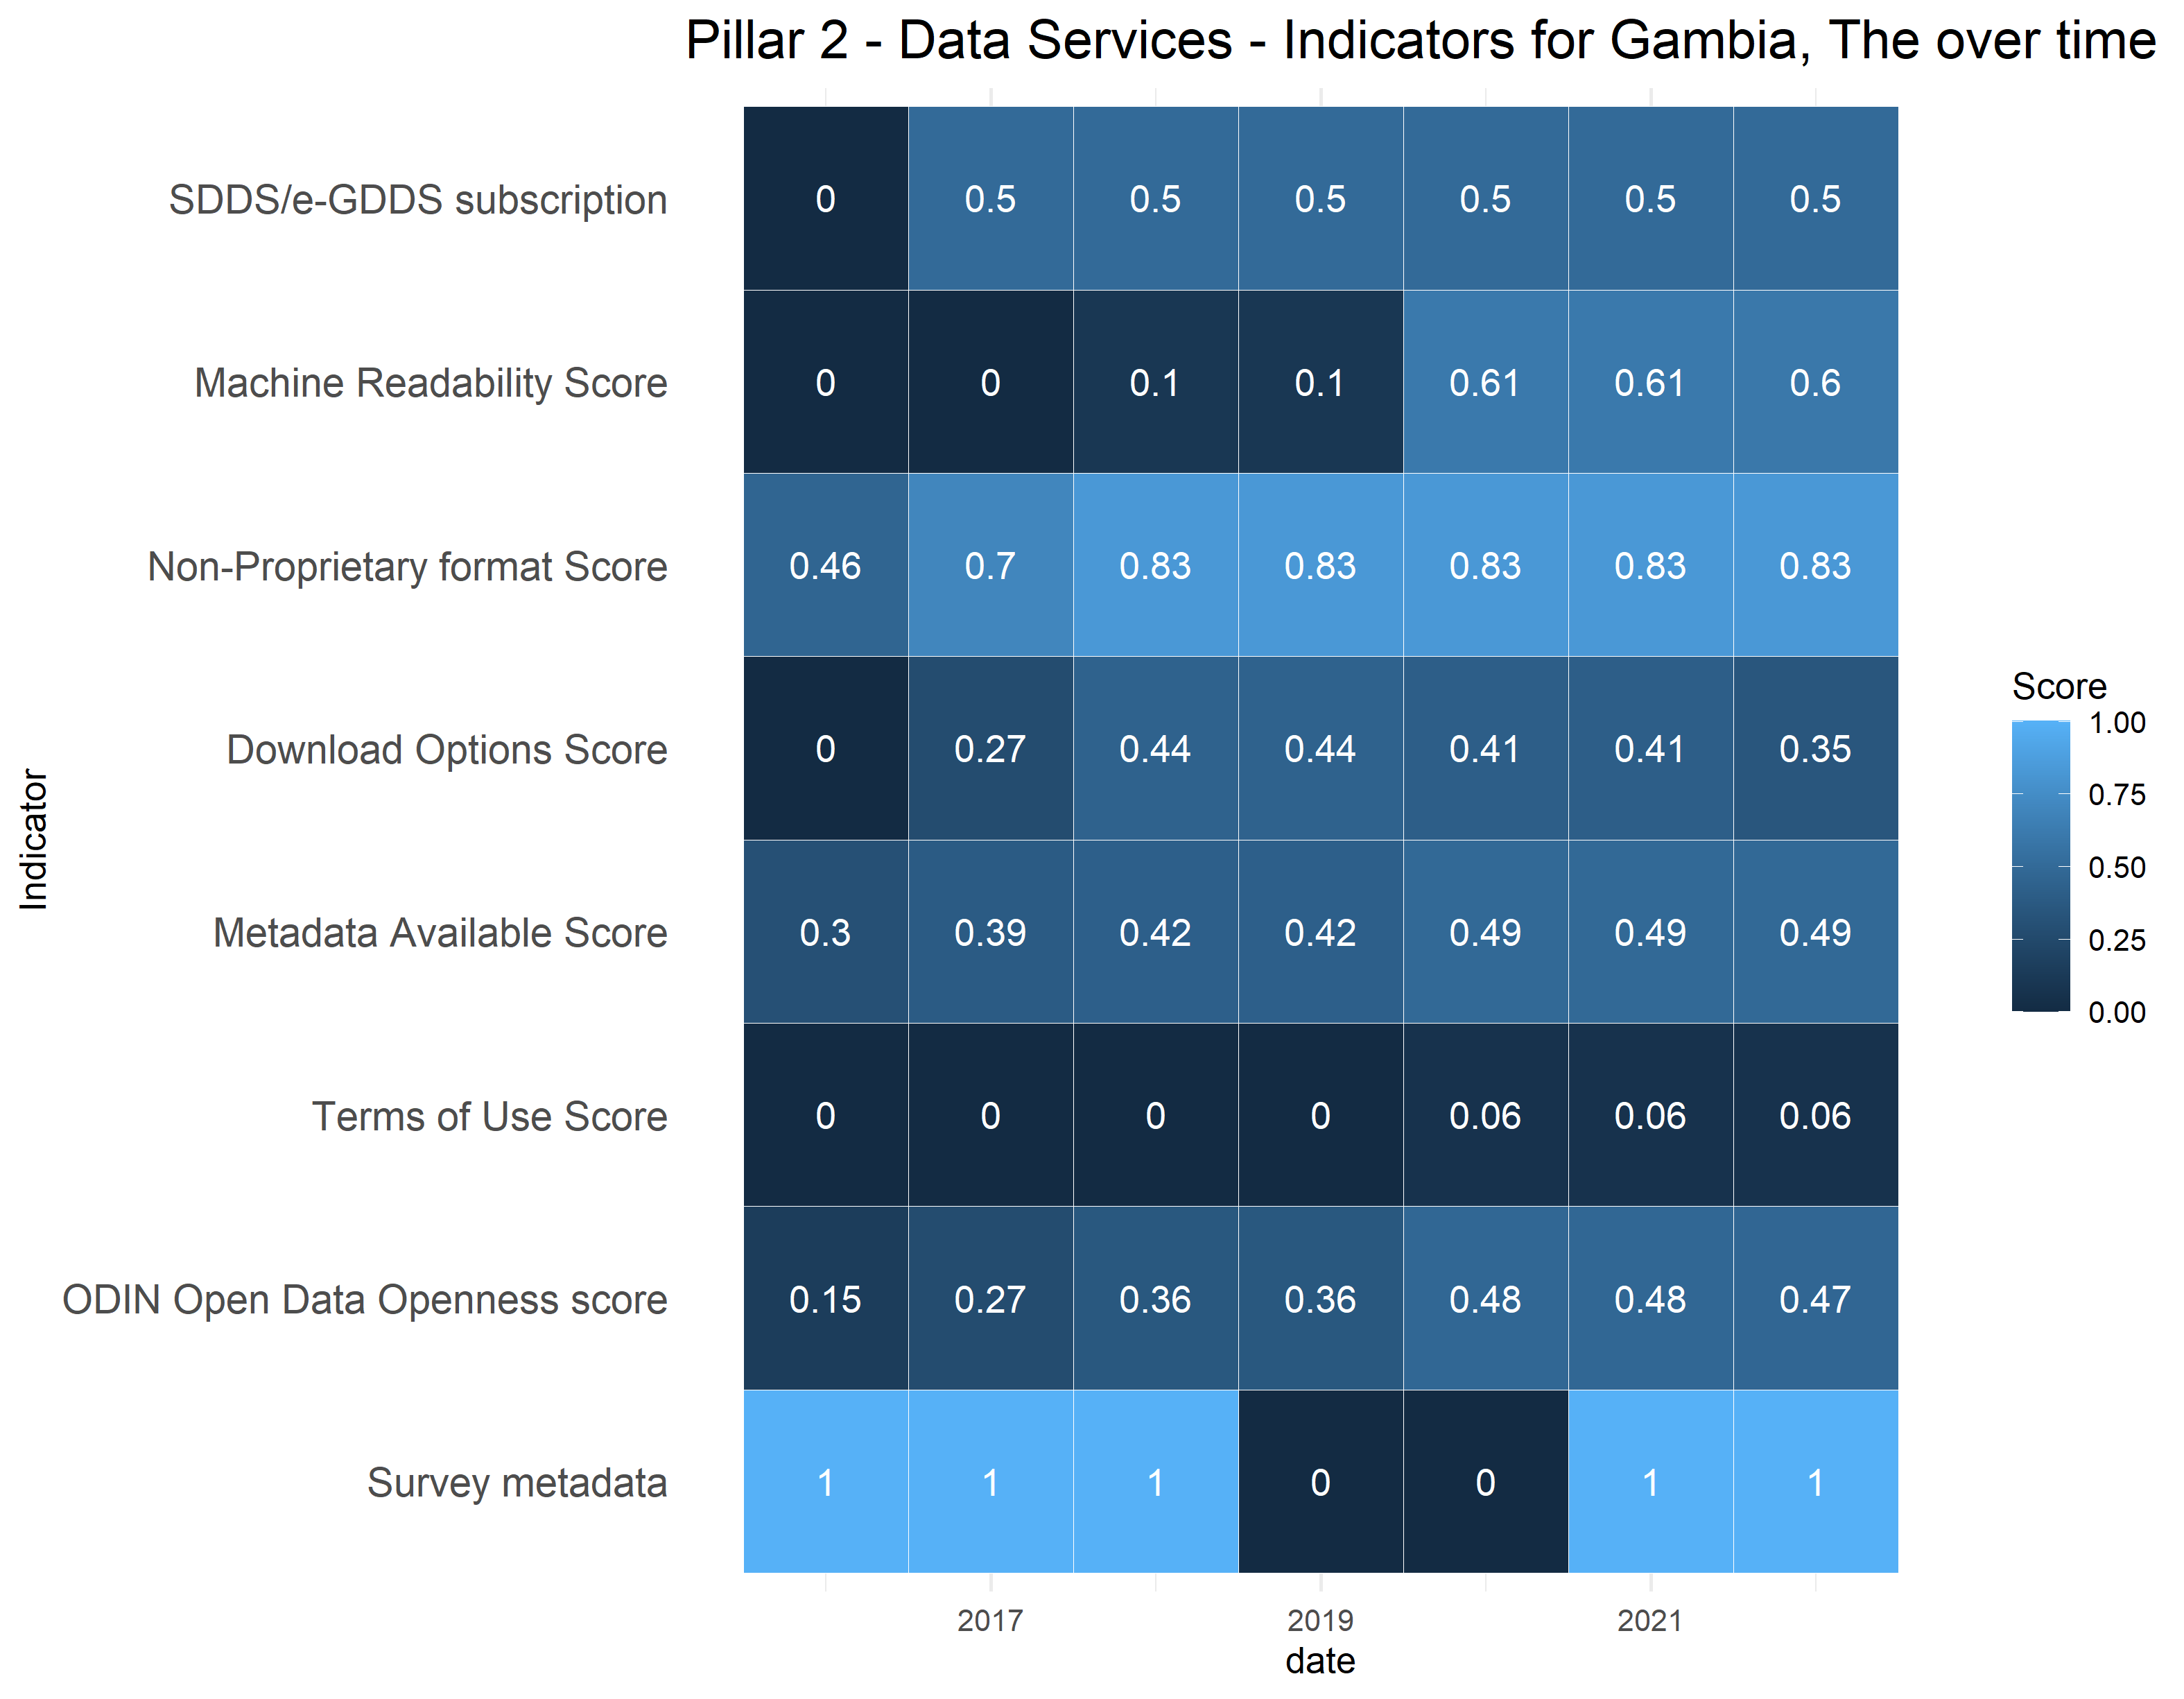 Pillar 2 - Data Services - Indicators for Gambia, The over time
SDDS/e-GDDS subscription 0 0.5 0.5 0.5 0.5 0.5 0.5
Machine Readability Score 0 0 0.1 0.1 0.61 0.61 0.6
Non-Proprietary format Score 0.46 0.7 0.83 0.83 0.83 0.83 0.83
Download Options Score 0 0.27 0.44 0.44 0.41 0.41 0.35
Metadata Available Score 0.3 0.39 0.42 0.42 0.49 0.49 0.49
Terms of Use Score 0 0 0 0 0.06 0.06 0.06
ODIN Open Data Openness score 0.15 0.27 0.36 0.36 0.48 0.48 0.47
Survey metadata 1 1 1 0 0 1 1
2017 2019 2021
date
Indicator
Score
1.00
0.75
0.50
0.25
0.00